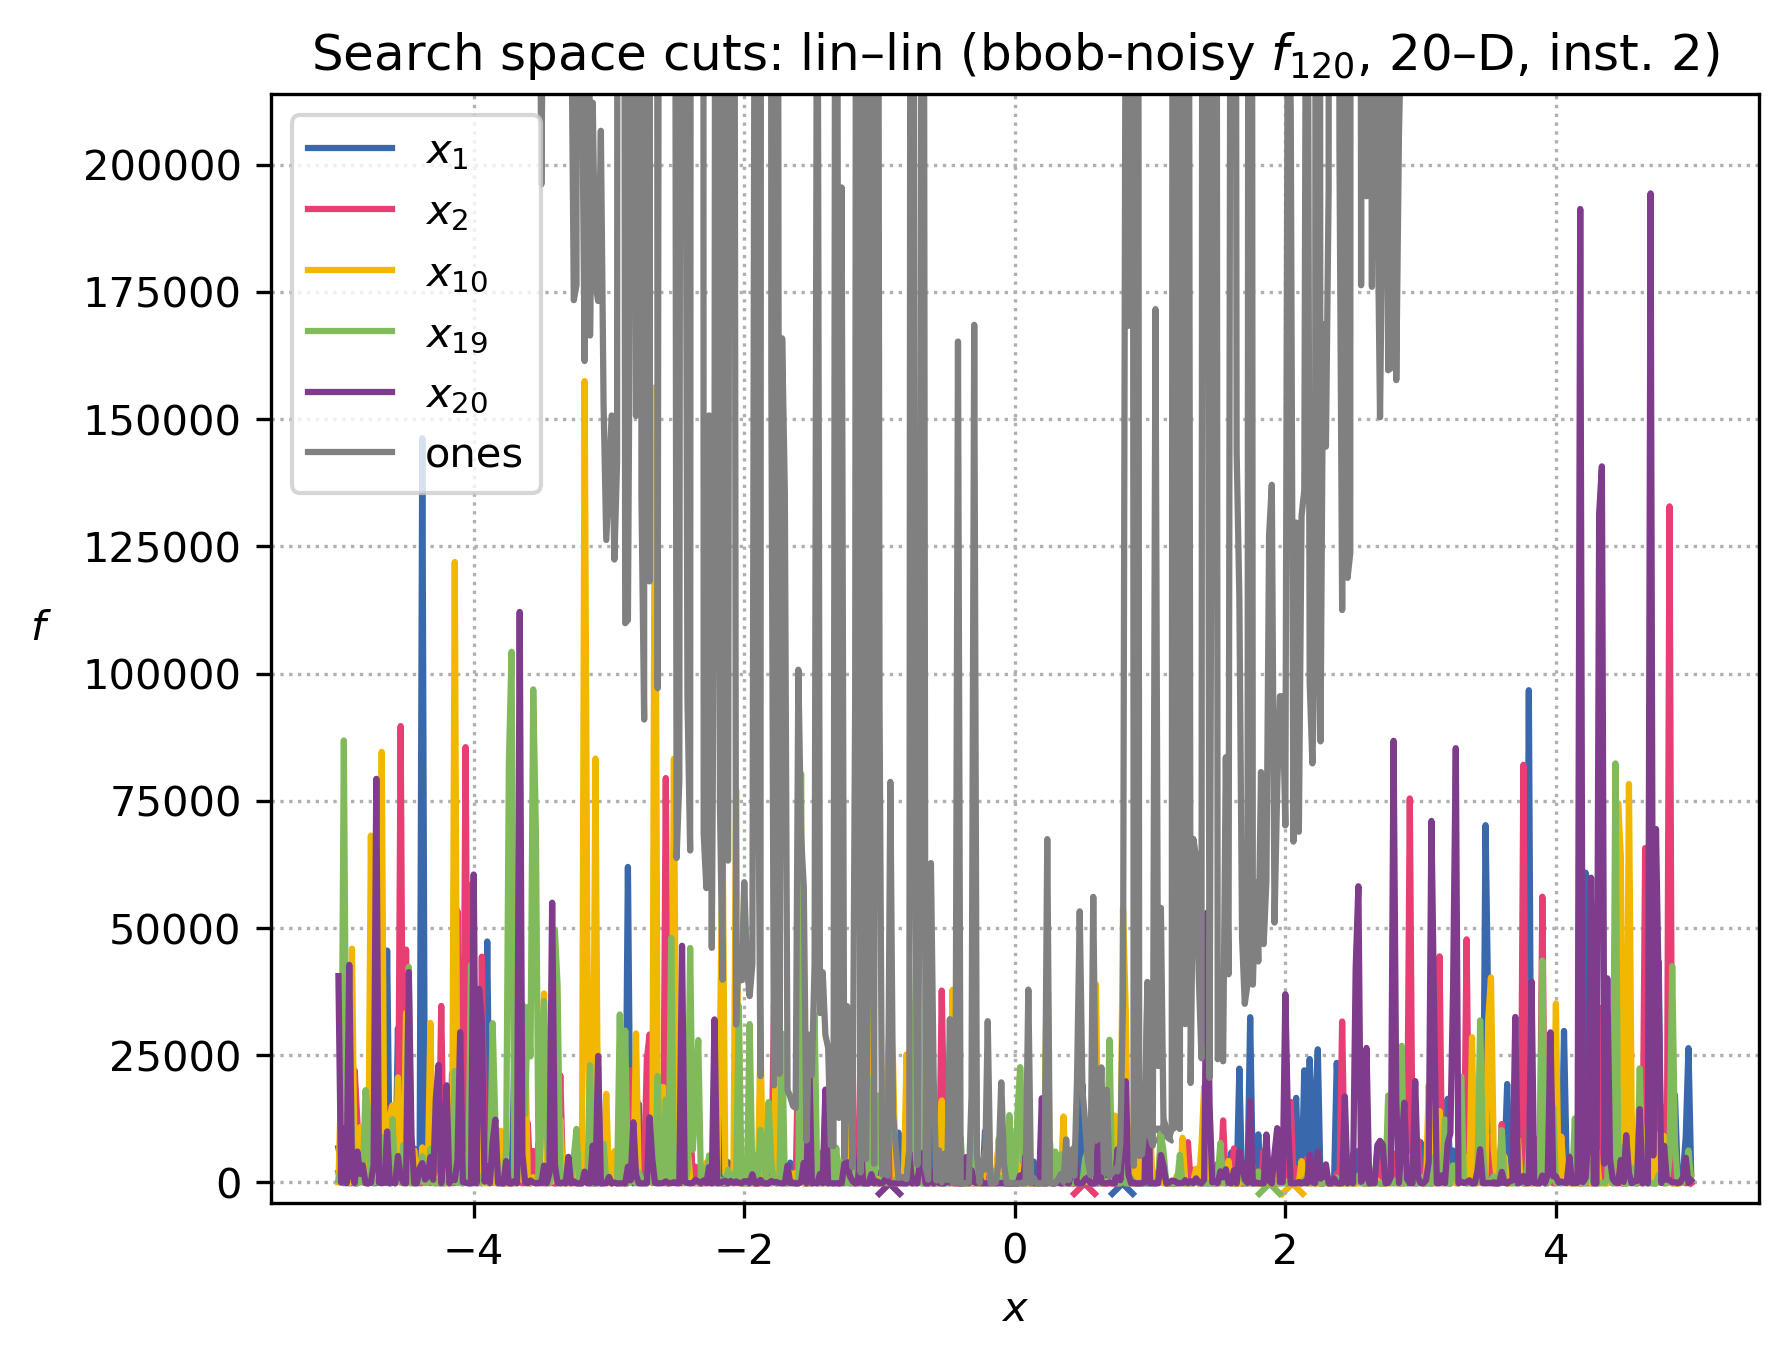 Search space cuts: lin–lin (bbob-noisy f120, 20–D, inst. 2)
x1
x2
x10
x19
x20
ones
200000
175000
150000
125000
100000
75000
50000
25000
0
f
−4
−2
0
2
4
x